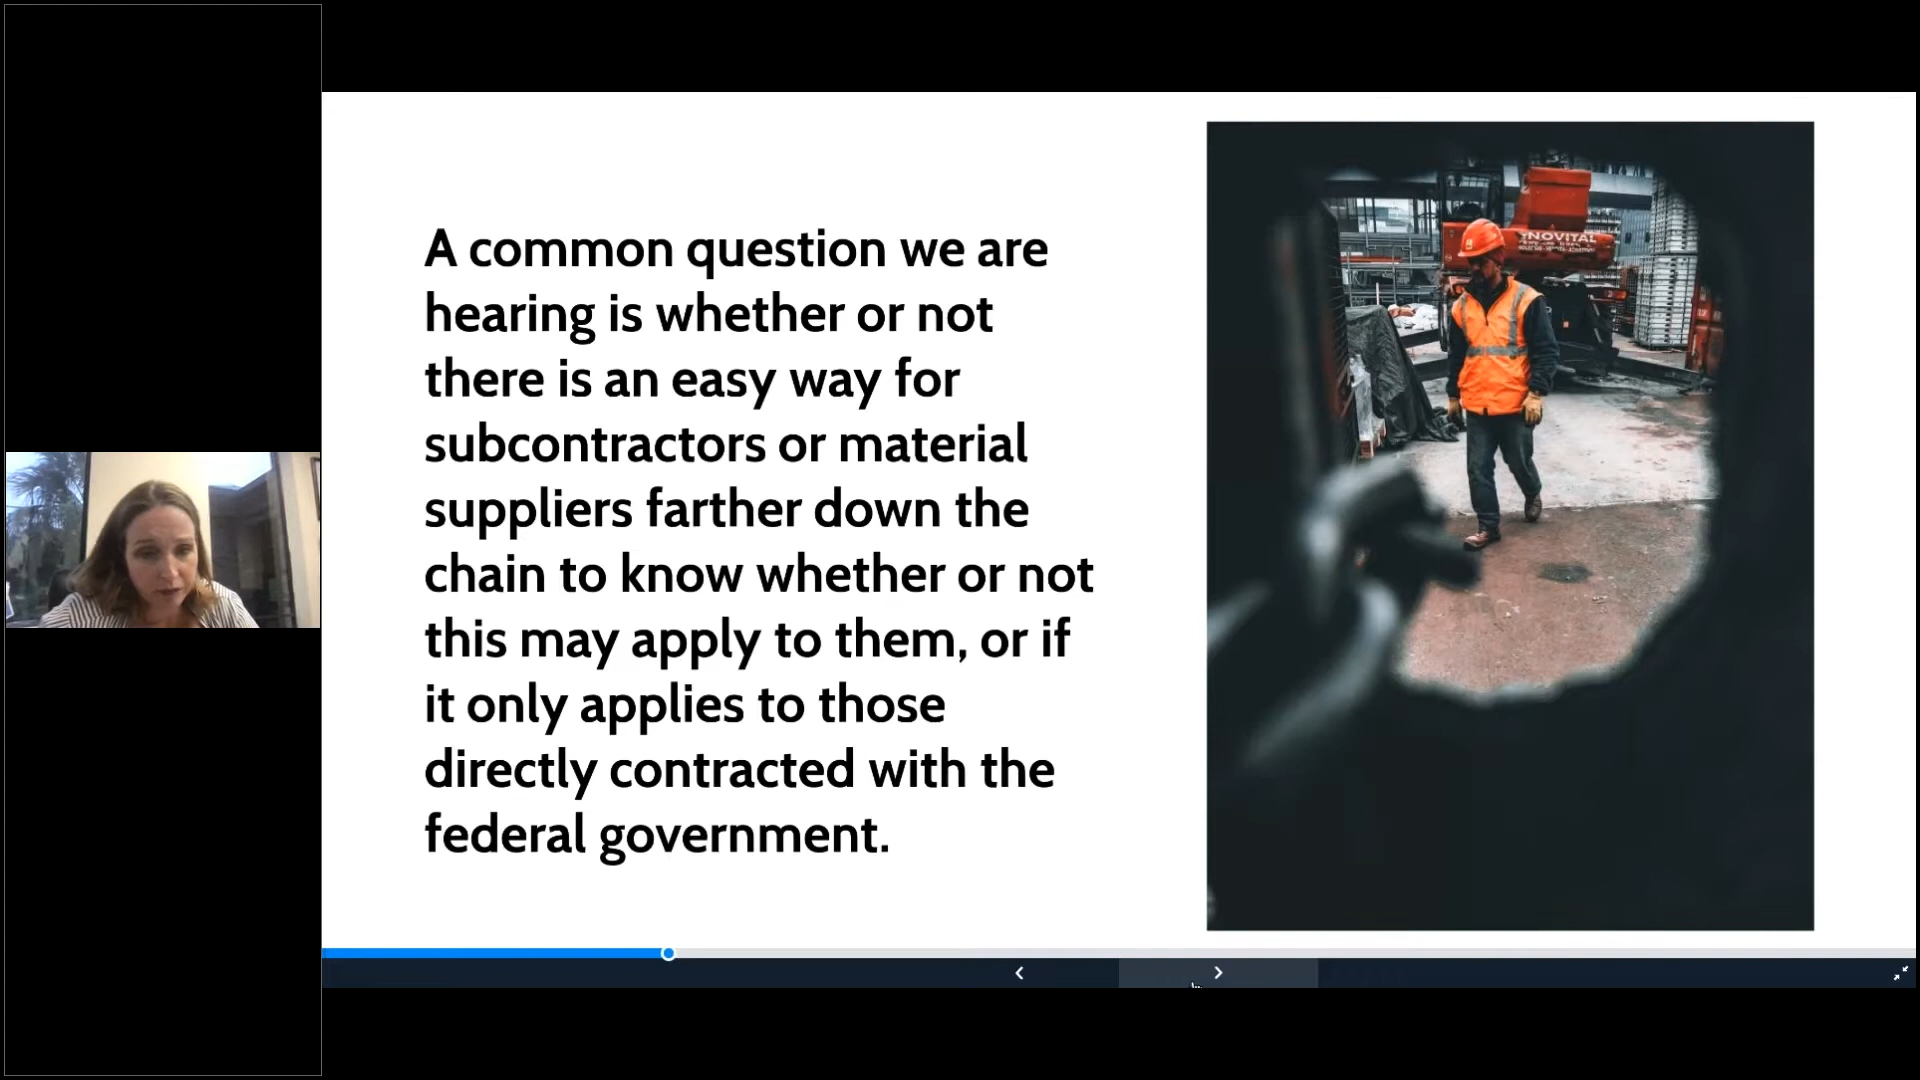 A common question we are
hearing is whether or not
there is an easy way for
subcontractors or material
suppliers farther down the
chain to know whether or not
this may apply to them, or if
it only applies to those
directly contracted with the
federal government.
NOVITAL